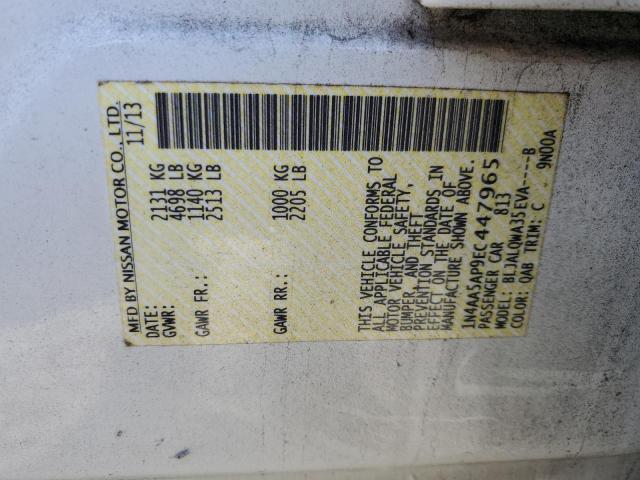 MFD BY NISSAN MOTOR CO., LTD.
DATE: 11/13
GVWR: 2131 KG
4698 LB
GAWR FR.: 1140 KG
2513 LB
GAWR RR.: 1000 KG
2205 LB
THIS VEHICLE CONFORMS TO
ALL APPLICABLE FEDERAL
MOTOR VEHICLE SAFETY,
BUMPER, AND THEFT
PREVENTION STANDARDS IN
EFFECT ON THE DATE OF
MANUFACTURE SHOWN ABOVE.
1N4AA5AP9EC447965
PASSENGER CAR 813
MODEL: BLJALQWA35EVA----B
COLOR: QAB TRIM: C 9N00A